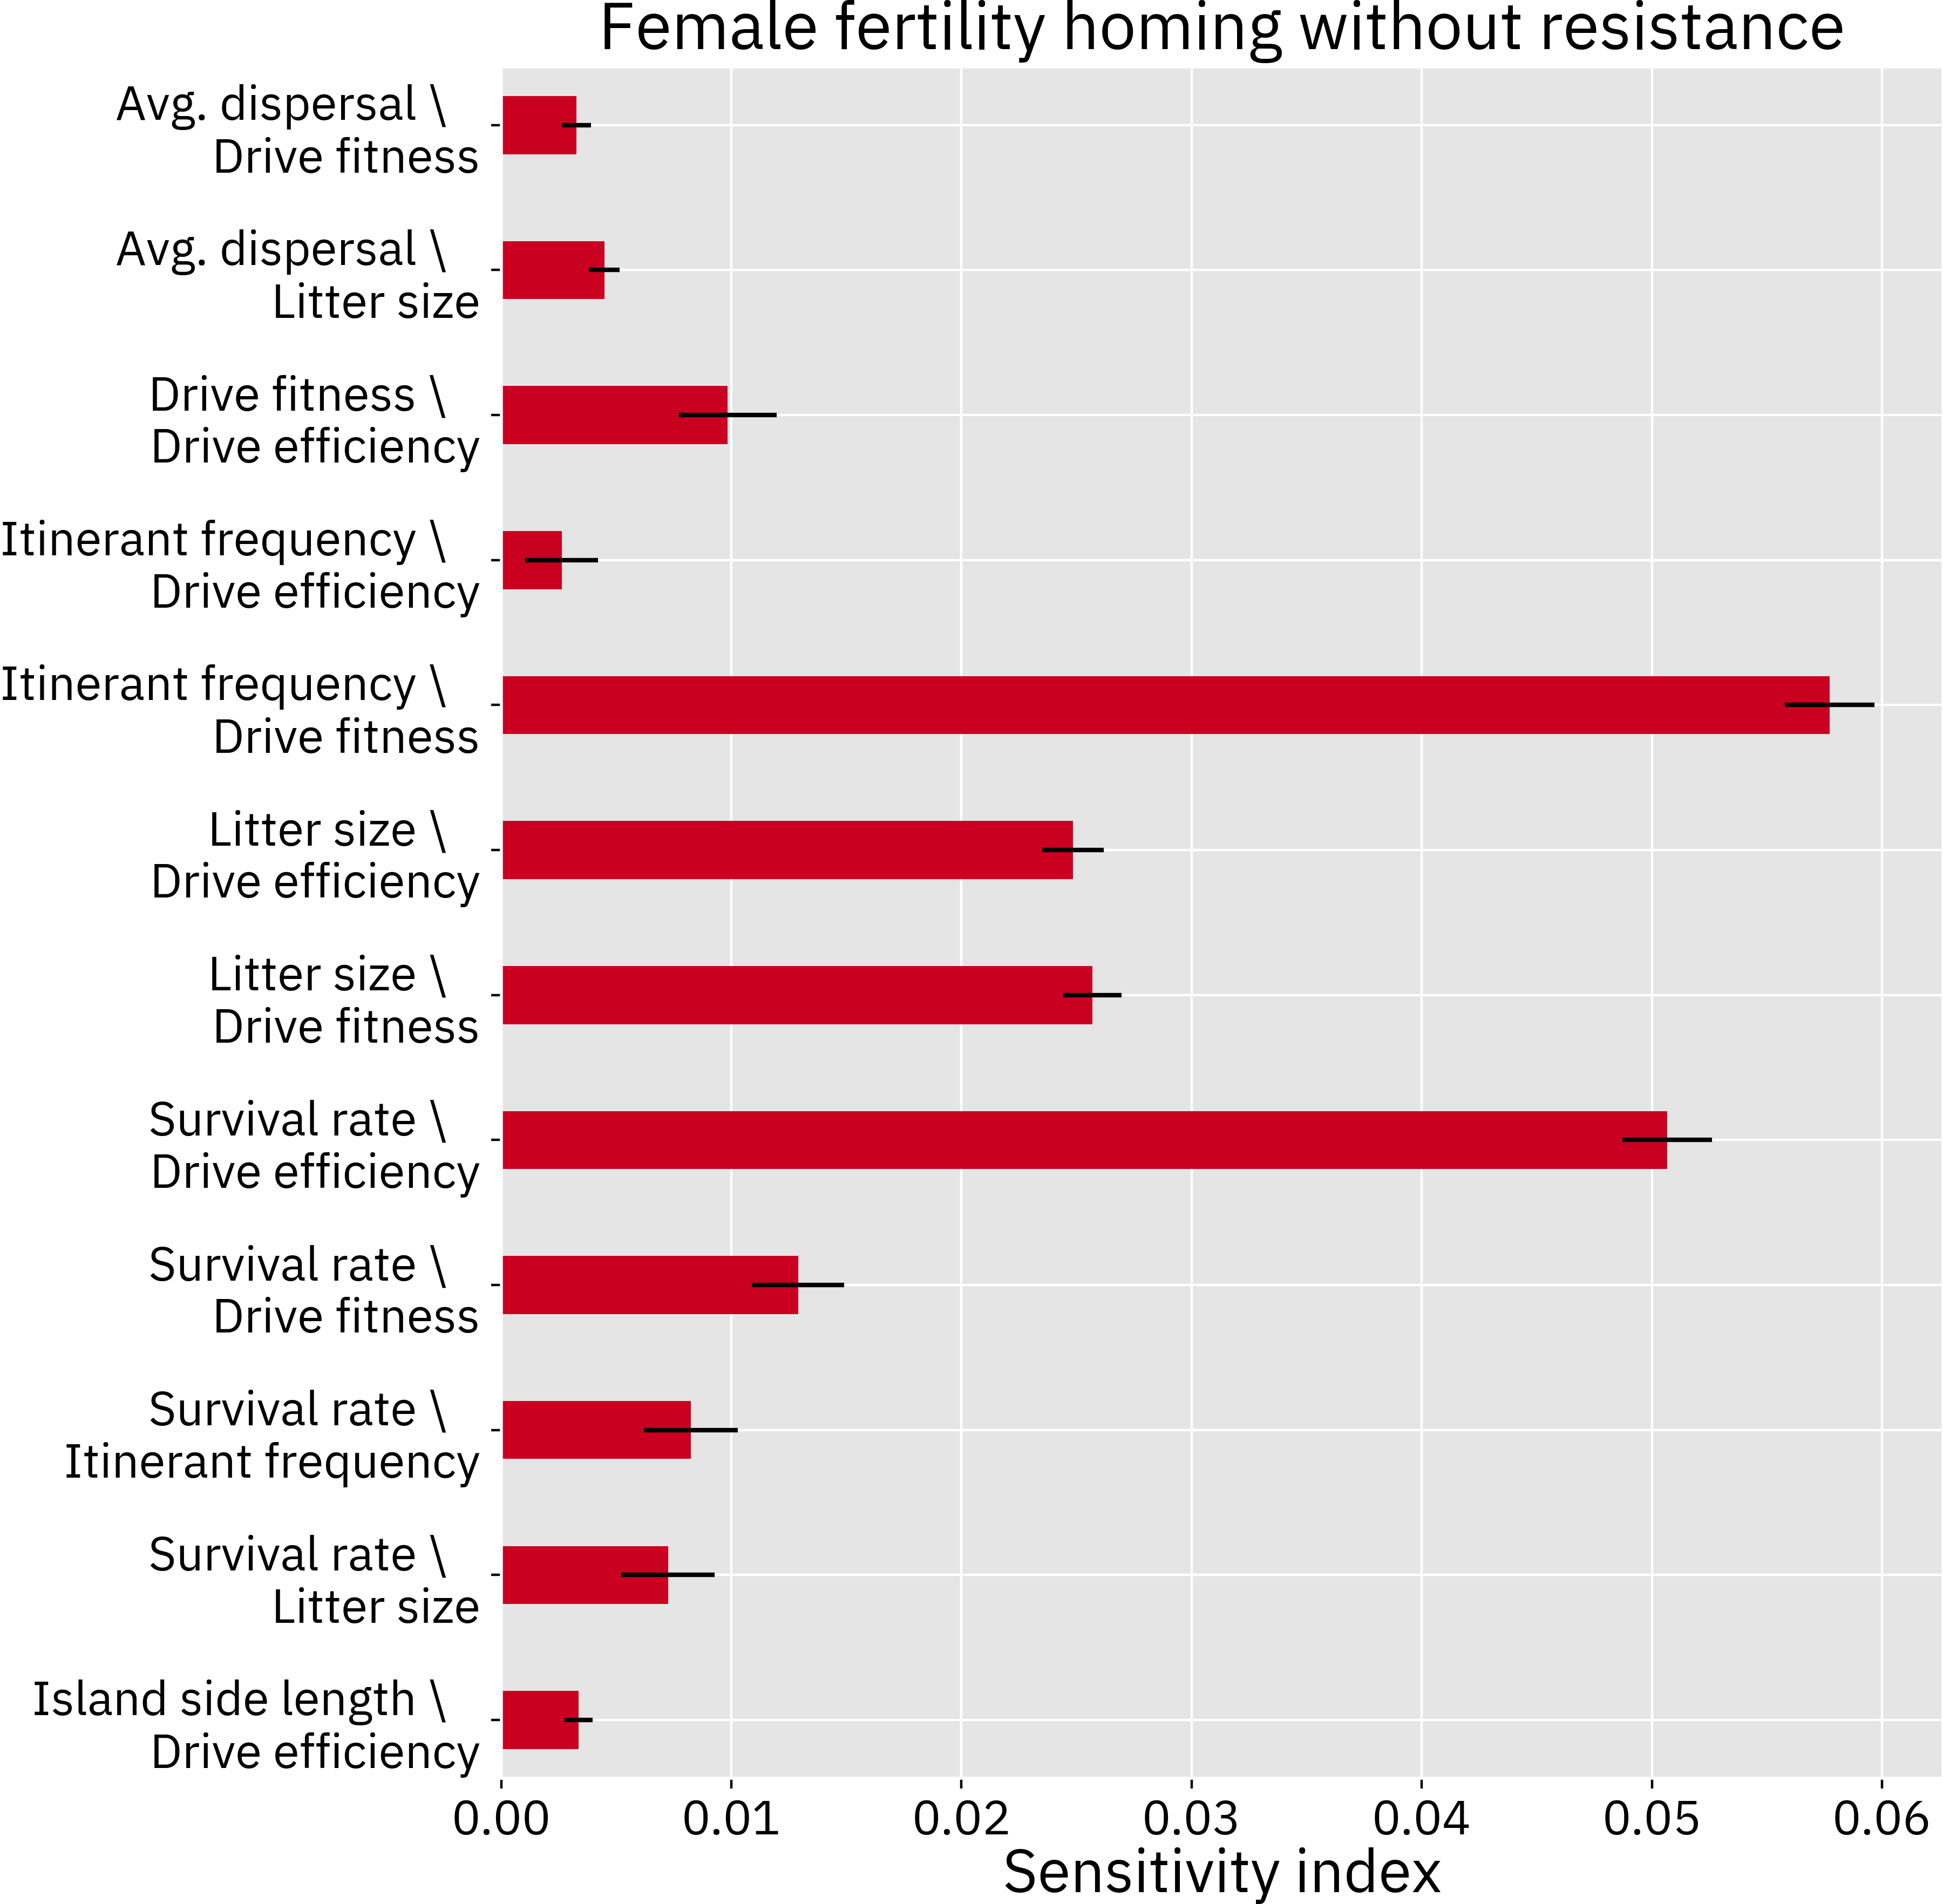 Female fertility homing without resistance
Avg. dispersal \
Drive fitness
Avg. dispersal \
Litter size
Drive fitness \
Drive efficiency
Itinerant frequency \
Drive efficiency
Itinerant frequency \
Drive fitness
Litter size \
Drive efficiency
Litter size \
Drive fitness
Survival rate \
Drive efficiency
Survival rate \
Drive fitness
Survival rate \
Itinerant frequency
Survival rate \
Litter size
Island side length \
Drive efficiency
0.00 0.01 0.02 0.03 0.04 0.05 0.06
Sensitivity index